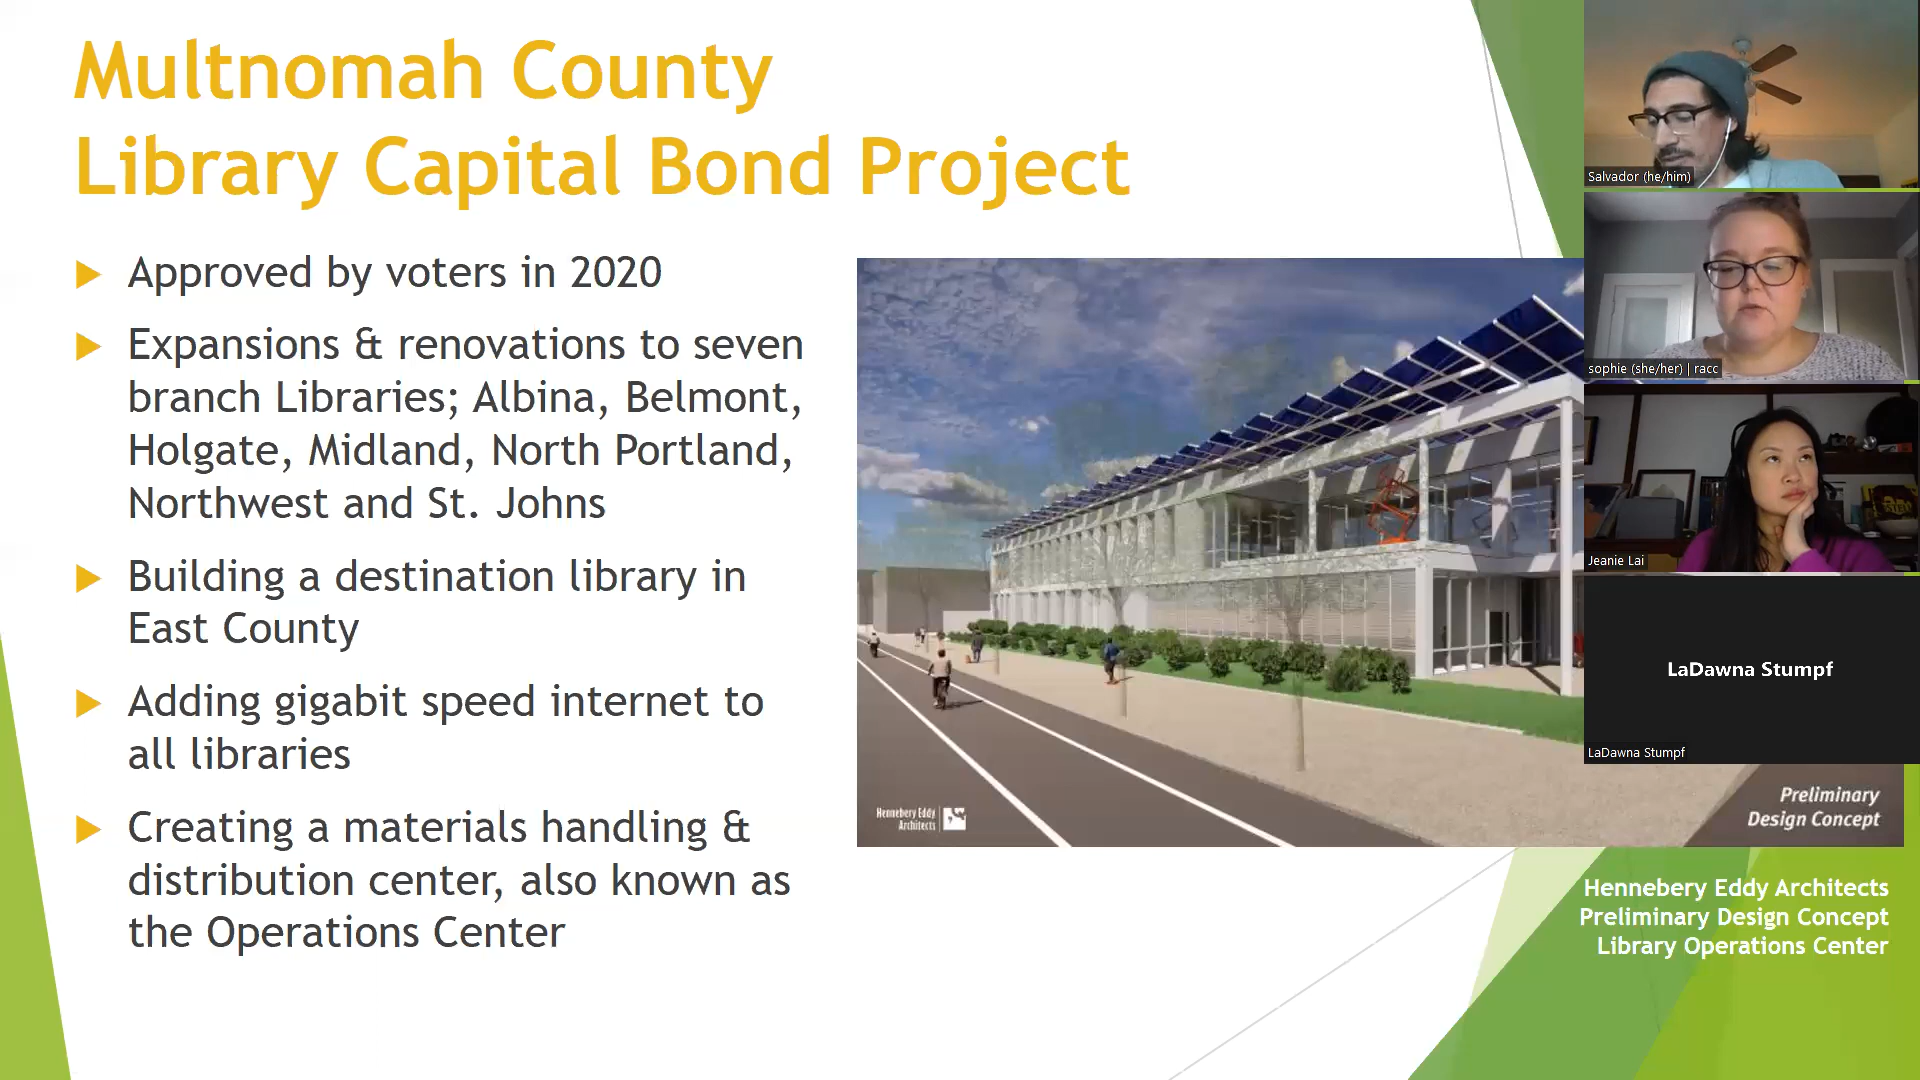 Multnomah County
Library Capital Bond Project
Approved by voters in 2020
Expansions & renovations to seven
branch Libraries; Albina, Belmont,
Holgate, Midland, North Portland,
Northwest and St. Johns
Building a destination library in
East County
Adding gigabit speed internet to
all libraries
Creating a materials handling &
distribution center, also known as
the Operations Center
Hennebery Eddy
Architects
Preliminary
Design Concept
Hennebery Eddy Architects
Preliminary Design Concept
Library Operations Center
Salvador (he/him)
sophie (she/her) | racc
Jeanie Lai
LaDawna Stumpf
LaDawna Stumpf